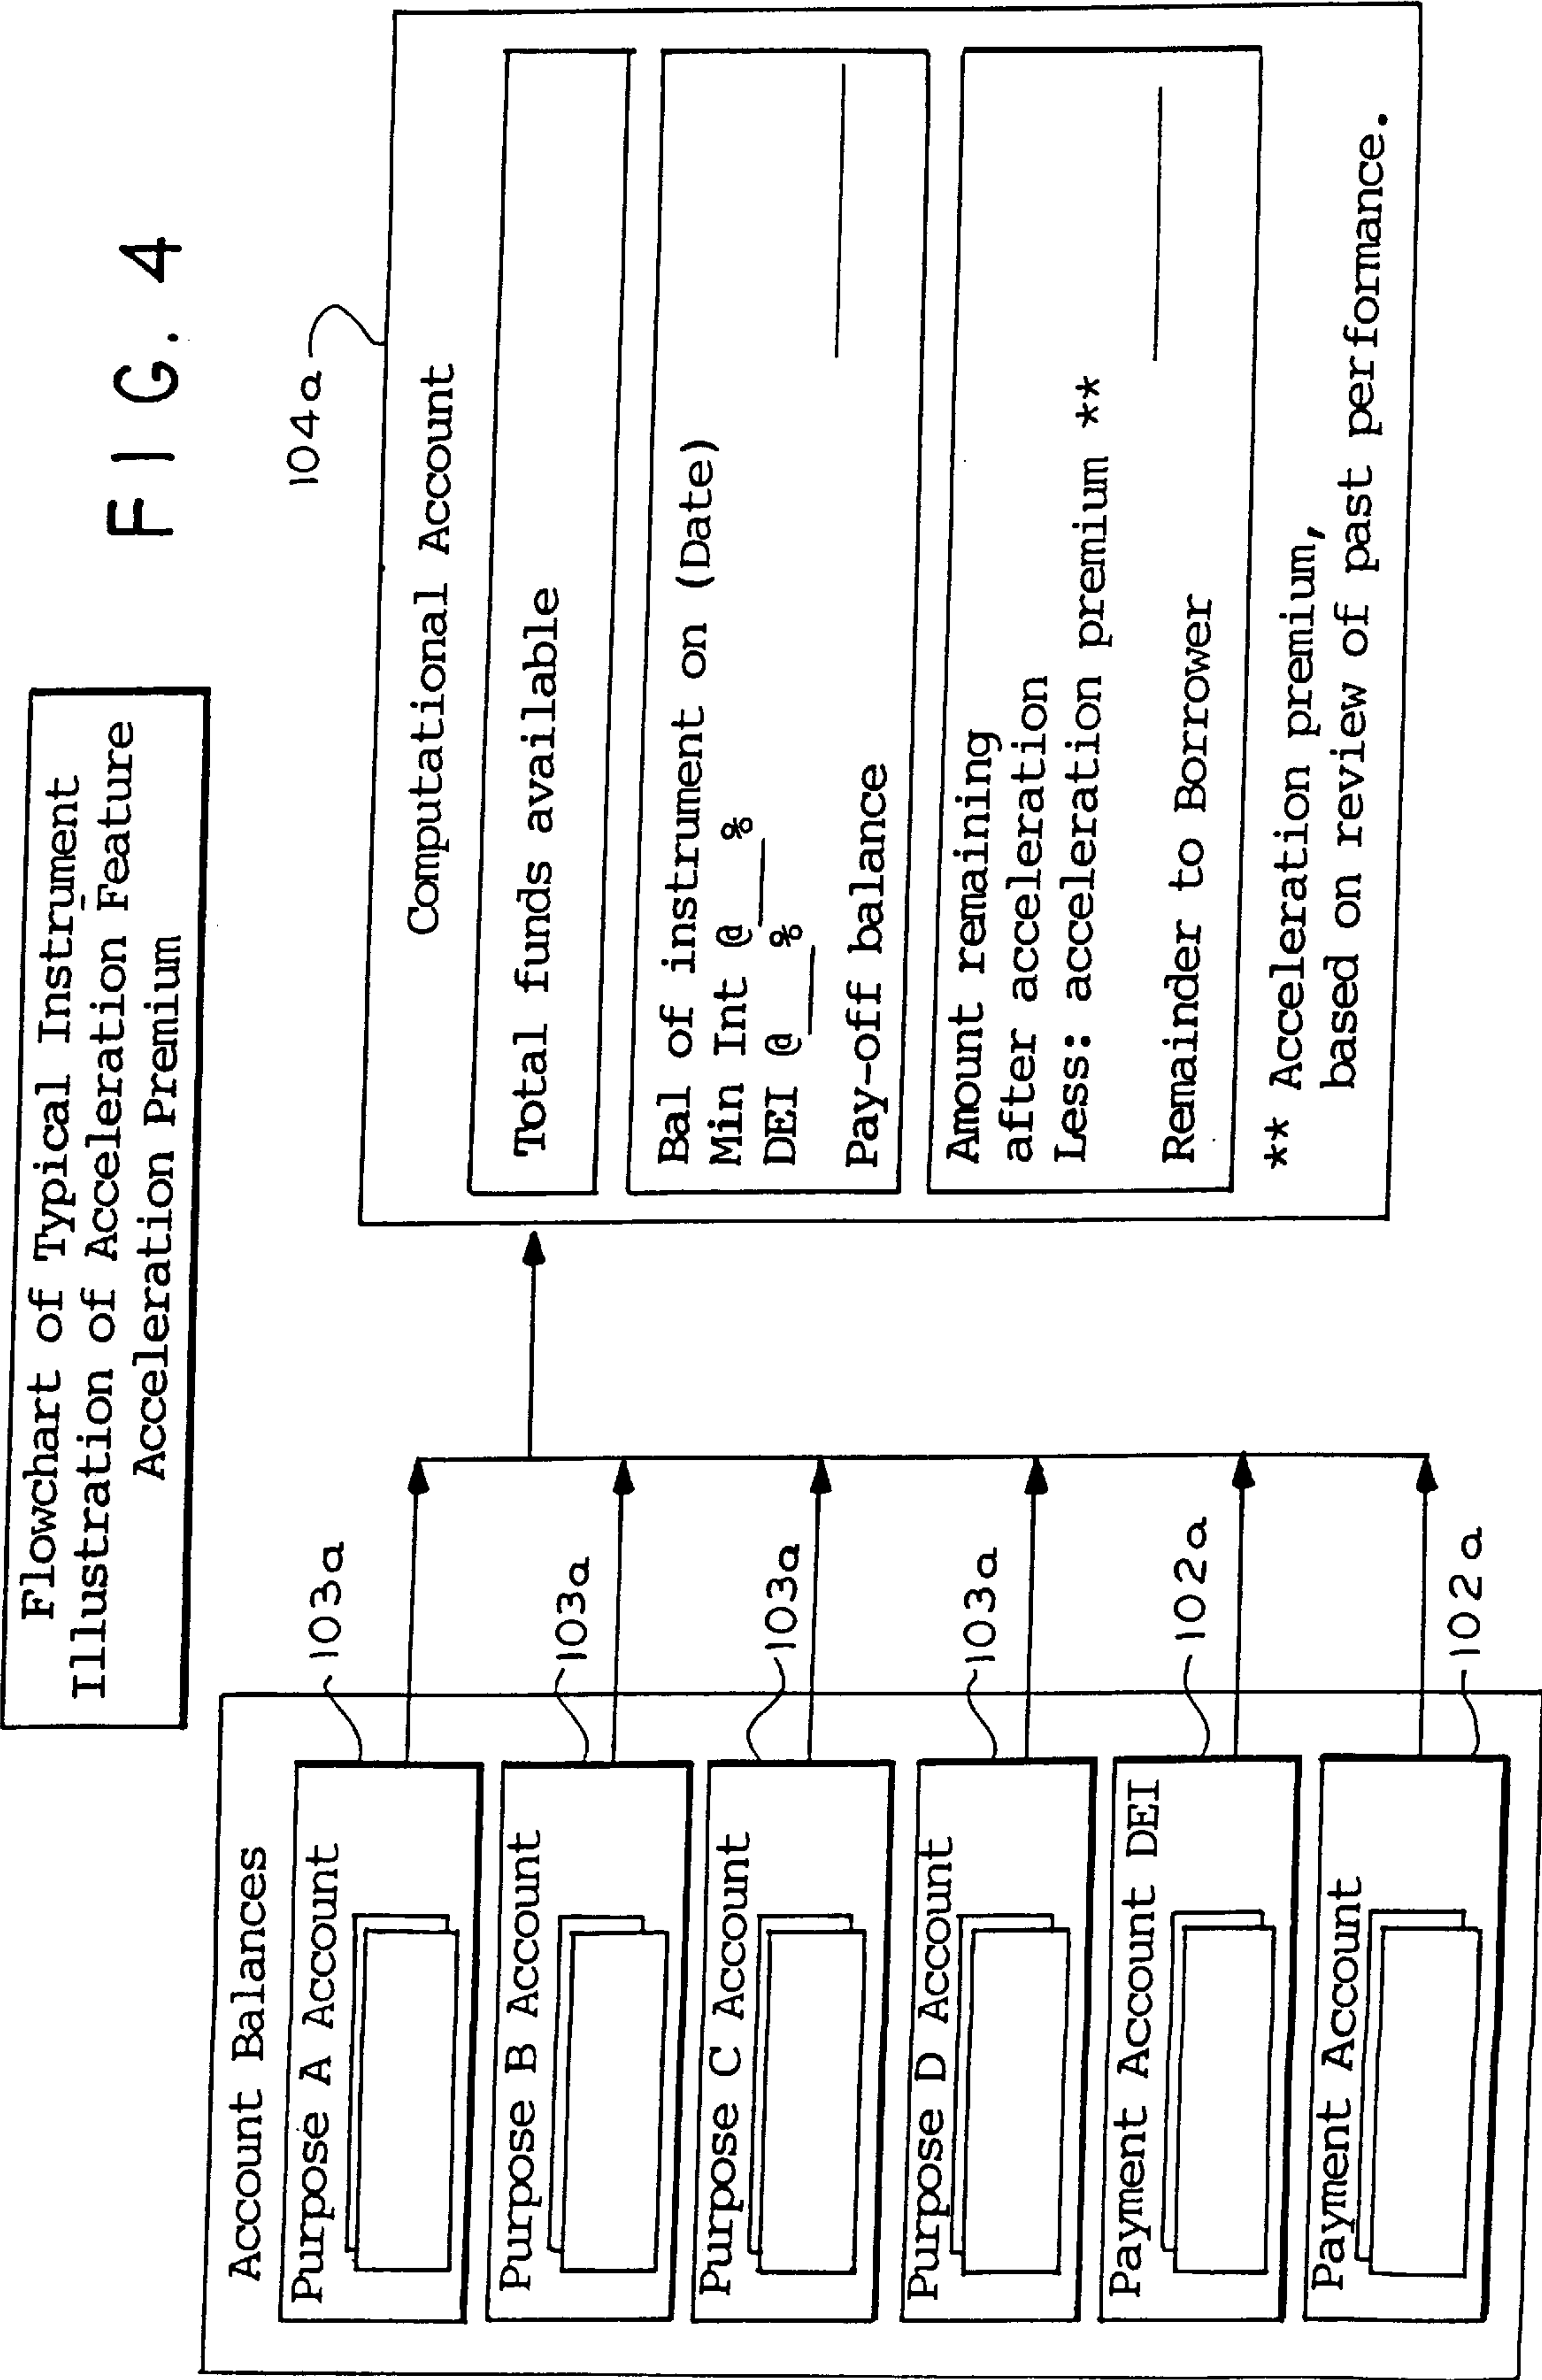 Flowchart of Typical Instrument
Illustration of Acceleration Feature
Acceleration Premium
FIG. 4
Account Balances
Purpose A Account
103a
Purpose B Account
103a
Purpose C Account
103a
Purpose D Account
103a
Payment Account DEI
102a
Payment Account
102a
104a
Computational Account
Total funds available
Bal of instrument on (Date)
Min Int @ __ %
DEI @ __ %
Pay-off balance
Amount remaining
after acceleration
Less: acceleration premium **
Remainder to Borrower
** Acceleration premium,
based on review of past performance.